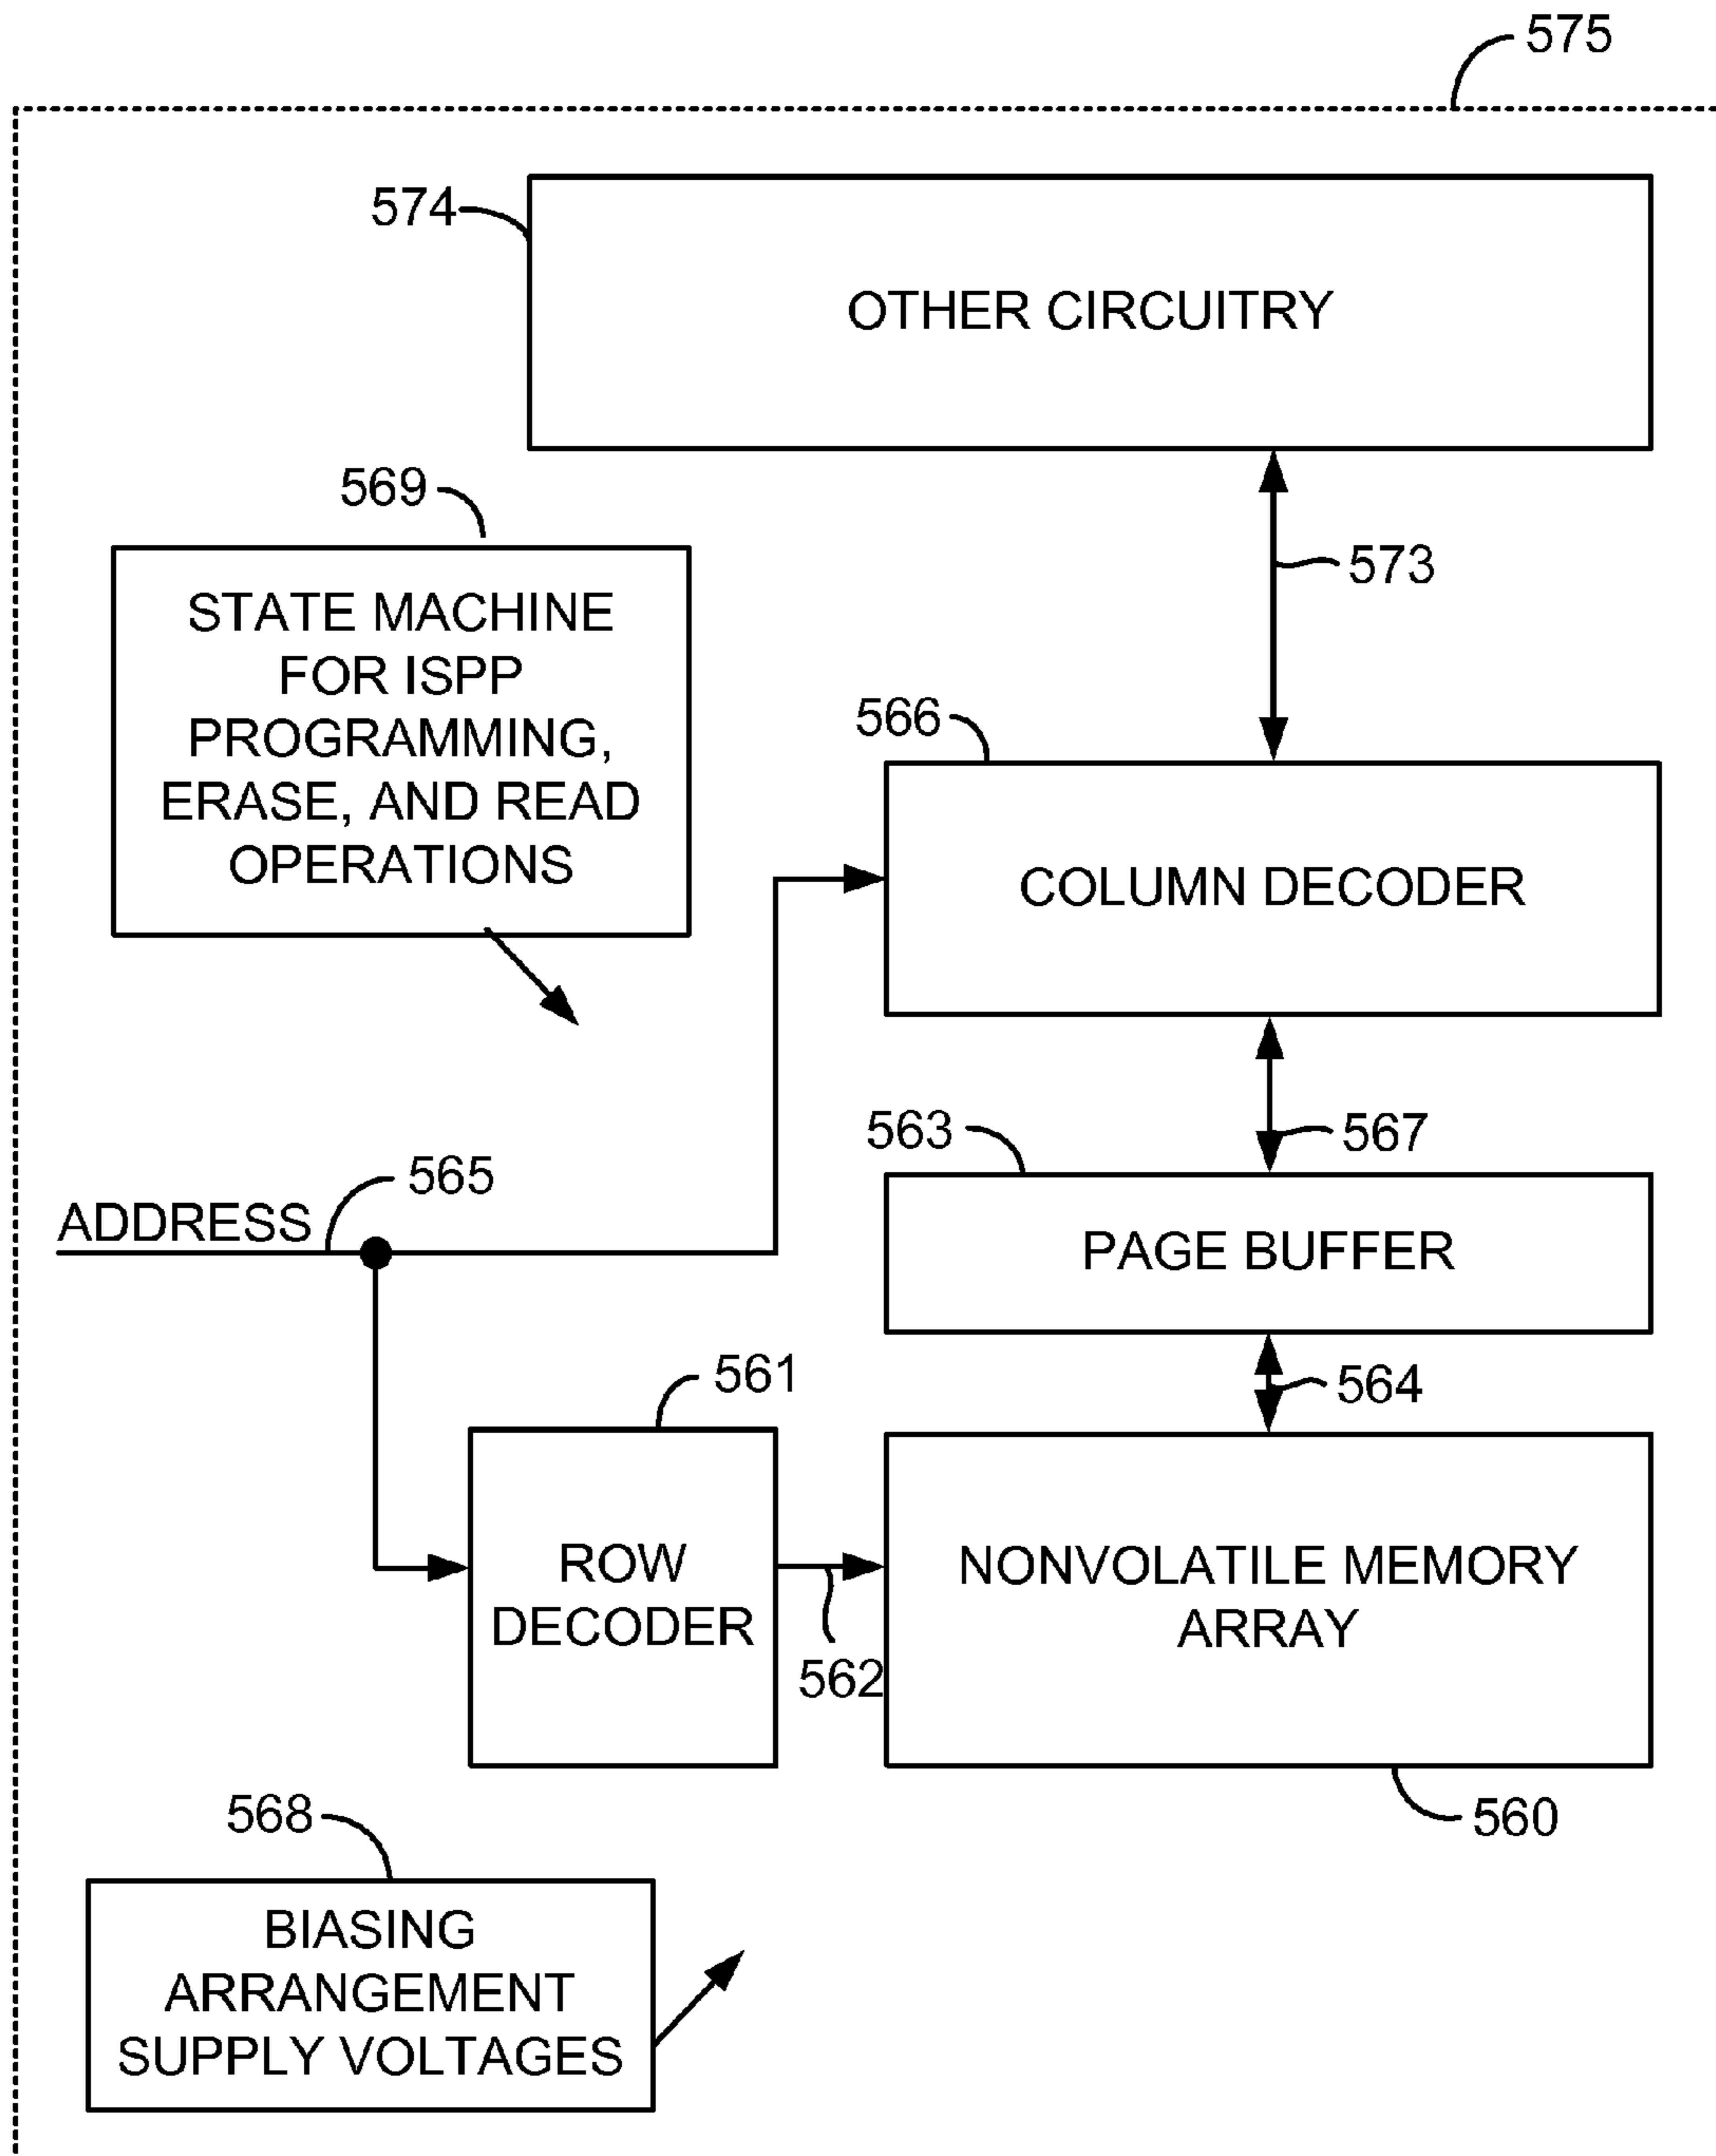 575
574
OTHER CIRCUITRY
569
573
STATE MACHINE
FOR ISPP
PROGRAMMING,
ERASE, AND READ
OPERATIONS
566
COLUMN DECODER
563
567
565
ADDRESS
PAGE BUFFER
561
564
ROW
DECODER
562
NONVOLATILE MEMORY
ARRAY
568
560
BIASING
ARRANGEMENT
SUPPLY VOLTAGES